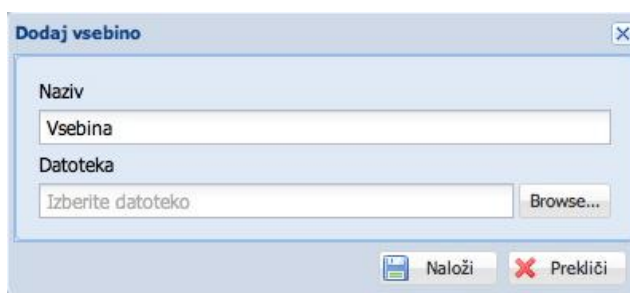 Dodaj vsebino
Naziv
Vsebina
Datoteka
Izberite datoteko Browse...
Naloži Prekliči